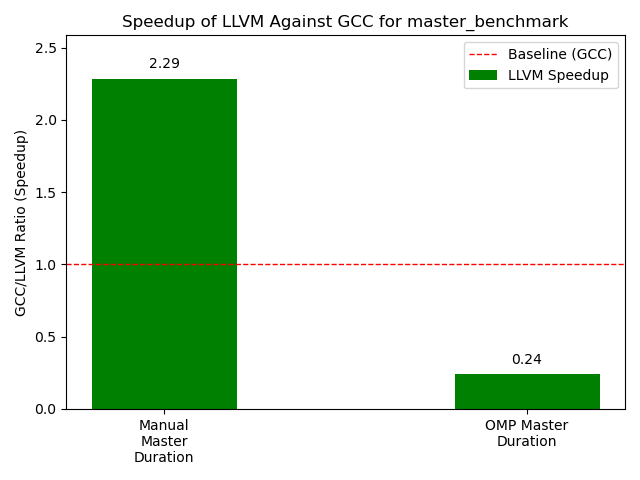 Speedup of LLVM Against GCC for master_benchmark
GCC/LLVM Ratio (Speedup)
2.5
2.0
1.5
1.0
0.5
0.0
2.29
0.24
Baseline (GCC)
LLVM Speedup
Manual
Master
Duration
OMP Master
Duration